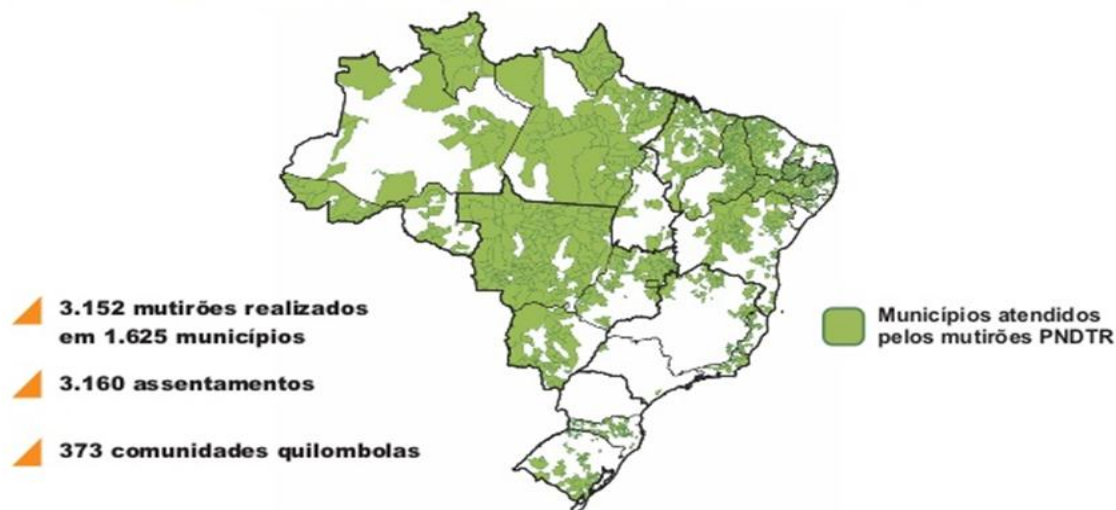 3.152 mutirões realizados
em 1.625 municípios
3.160 assentamentos
373 comunidades quilombolas
Municípios atendidos
pelos mutirões PNDTR